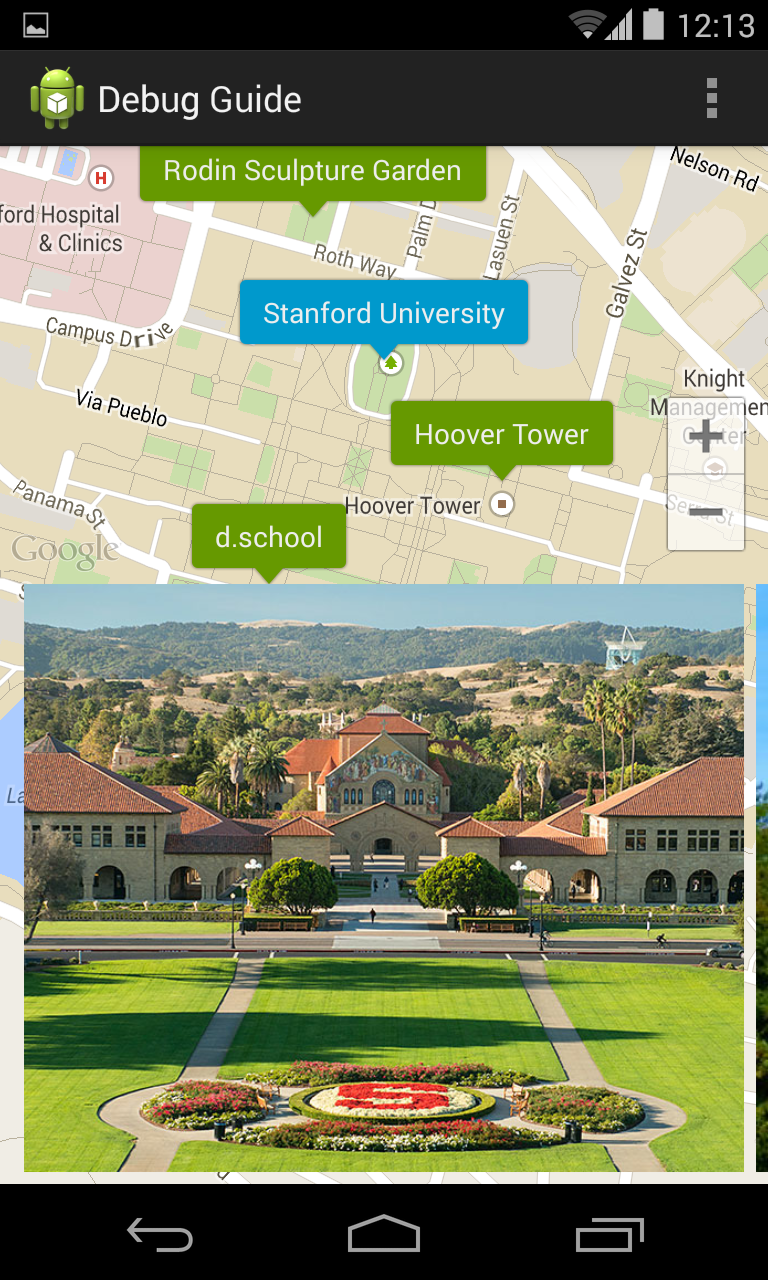 12:13
Debug Guide
Rodin Sculpture Garden
Nelson Rd
H
ford Hospital
& Clinics
Palm D
Lasuen St
Galvez St
Roth Way
Stanford University
Campus Drive
Knight
Managemen
Center
Via Pueblo
Hoover Tower
+
Hoover Tower
Serra St
−
Panama St
d.school
Google
La
S